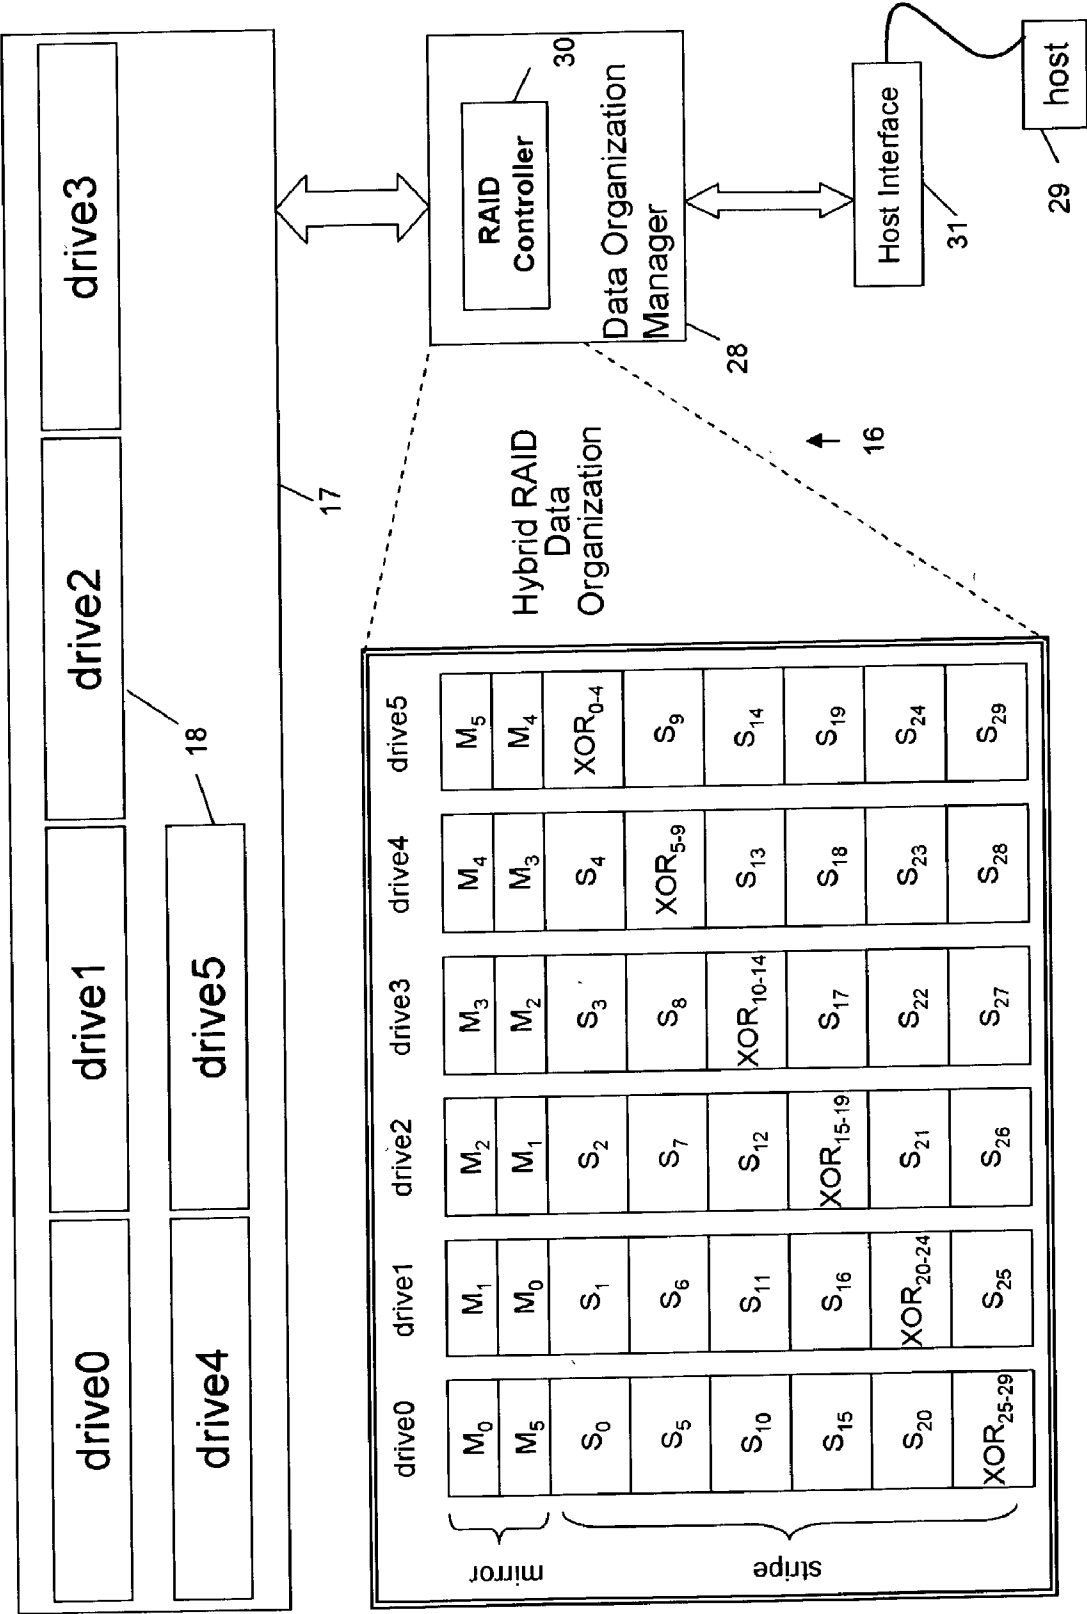 drive0
drive1
drive2
drive3
drive4
drive5
18
17
Hybrid RAID
Data
Organization
16
RAID
Controller
30
Data Organization
Manager
28
Host Interface
31
host
29
drive0 drive1 drive2 drive3 drive4 drive5
mirror
M0 M1 M2 M3 M4 M5
M5 M0 M1 M2 M3 M4
stripe
S0 S1 S2 S3 S4 XOR0-4
S5 S6 S7 S8 XOR5-9 S9
S10 S11 S12 XOR10-14 S13 S14
S15 S16 XOR15-19 S17 S18 S19
S20 XOR20-24 S21 S22 S23 S24
XOR25-29 S25 S26 S27 S28 S29